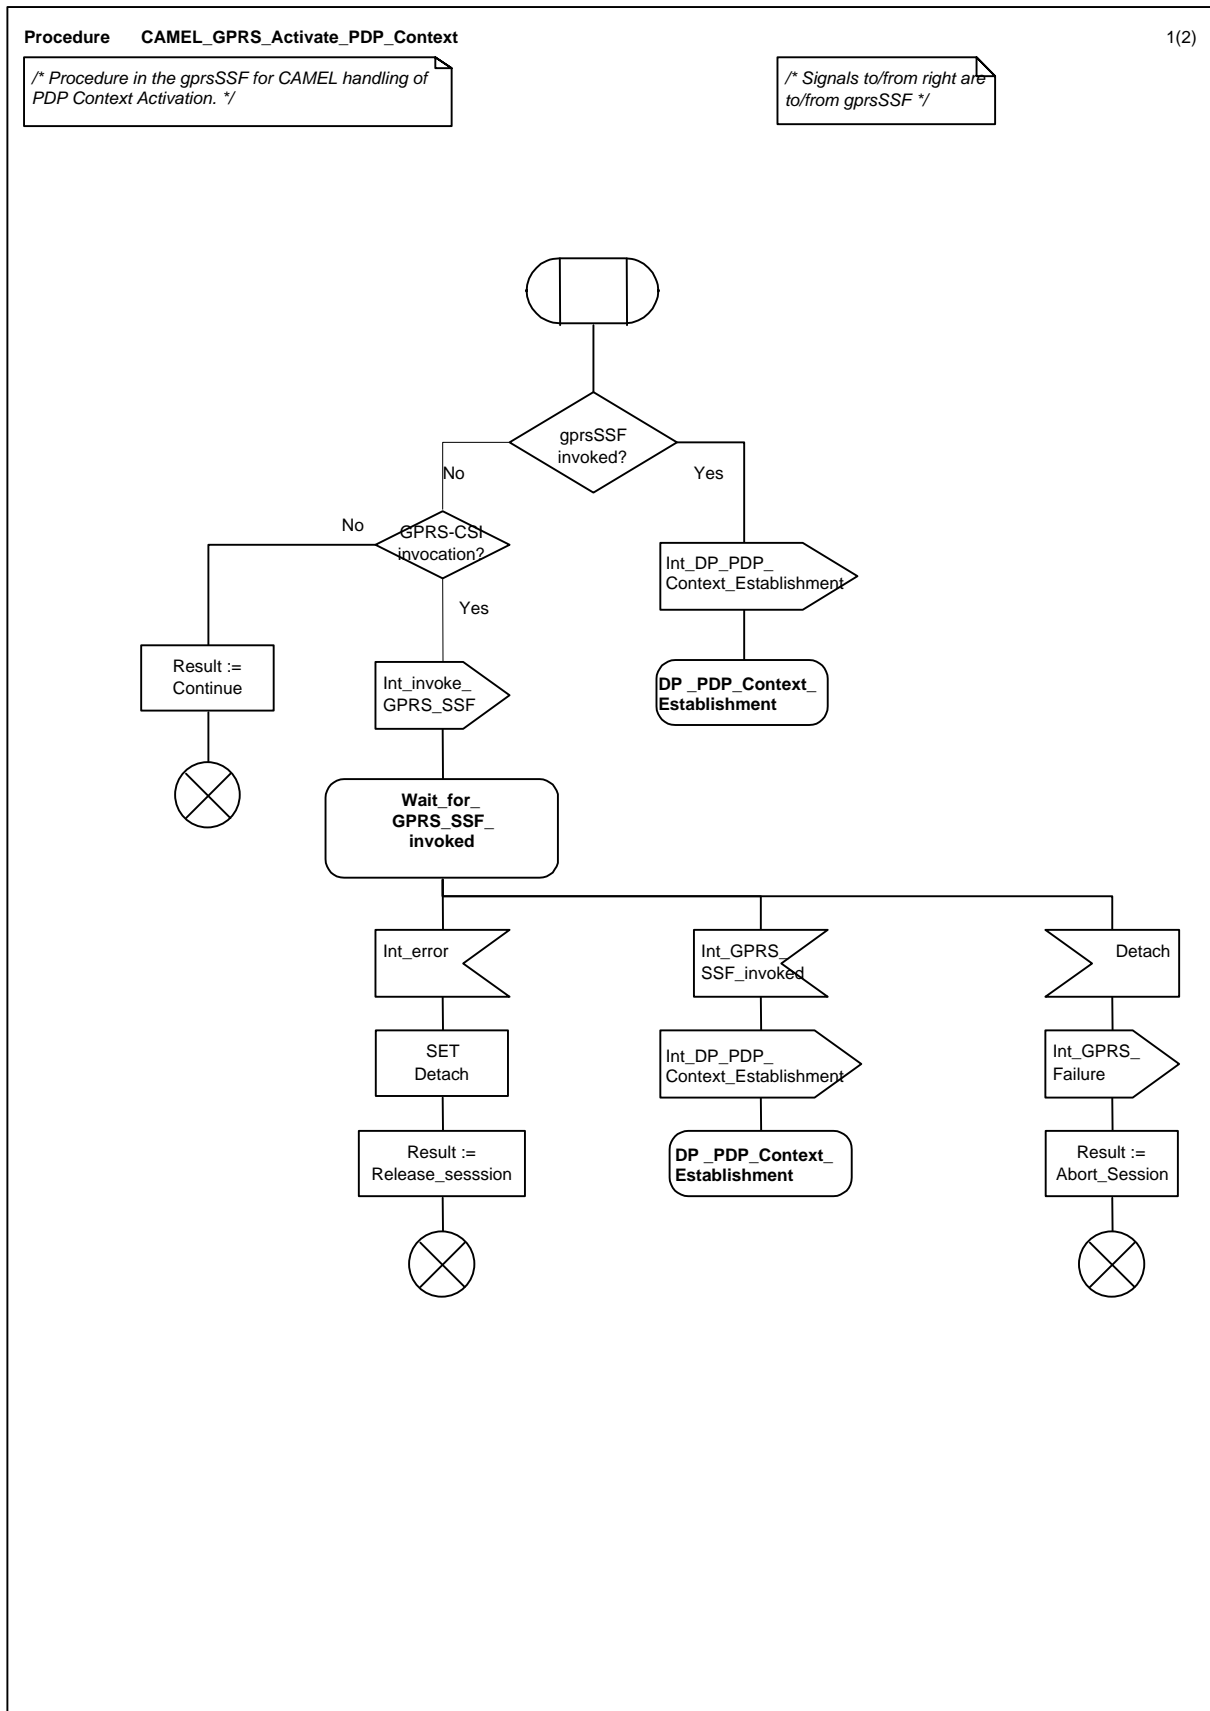 Procedure CAMEL_GPRS_Activate_PDP_Context
1(2)
/* Procedure in the gprsSSF for CAMEL handling of
PDP Context Activation. */
/* Signals to/from right are
to/from gprsSSF */
gprsSSF
invoked?
No
Yes
No
GPRS-CSI
invocation?
Int_DP_PDP_
Context_Establishment
Yes
Result :=
Continue
Int_invoke_
GPRS_SSF
DP _PDP_Context_
Establishment
Wait_for_
GPRS_SSF_
invoked
Int_error
Int_GPRS_
SSF_invoked
Detach
SET
Detach
Int_DP_PDP_
Context_Establishment
Int_GPRS_
Failure
Result :=
Release_sesssion
DP _PDP_Context_
Establishment
Result :=
Abort_Session